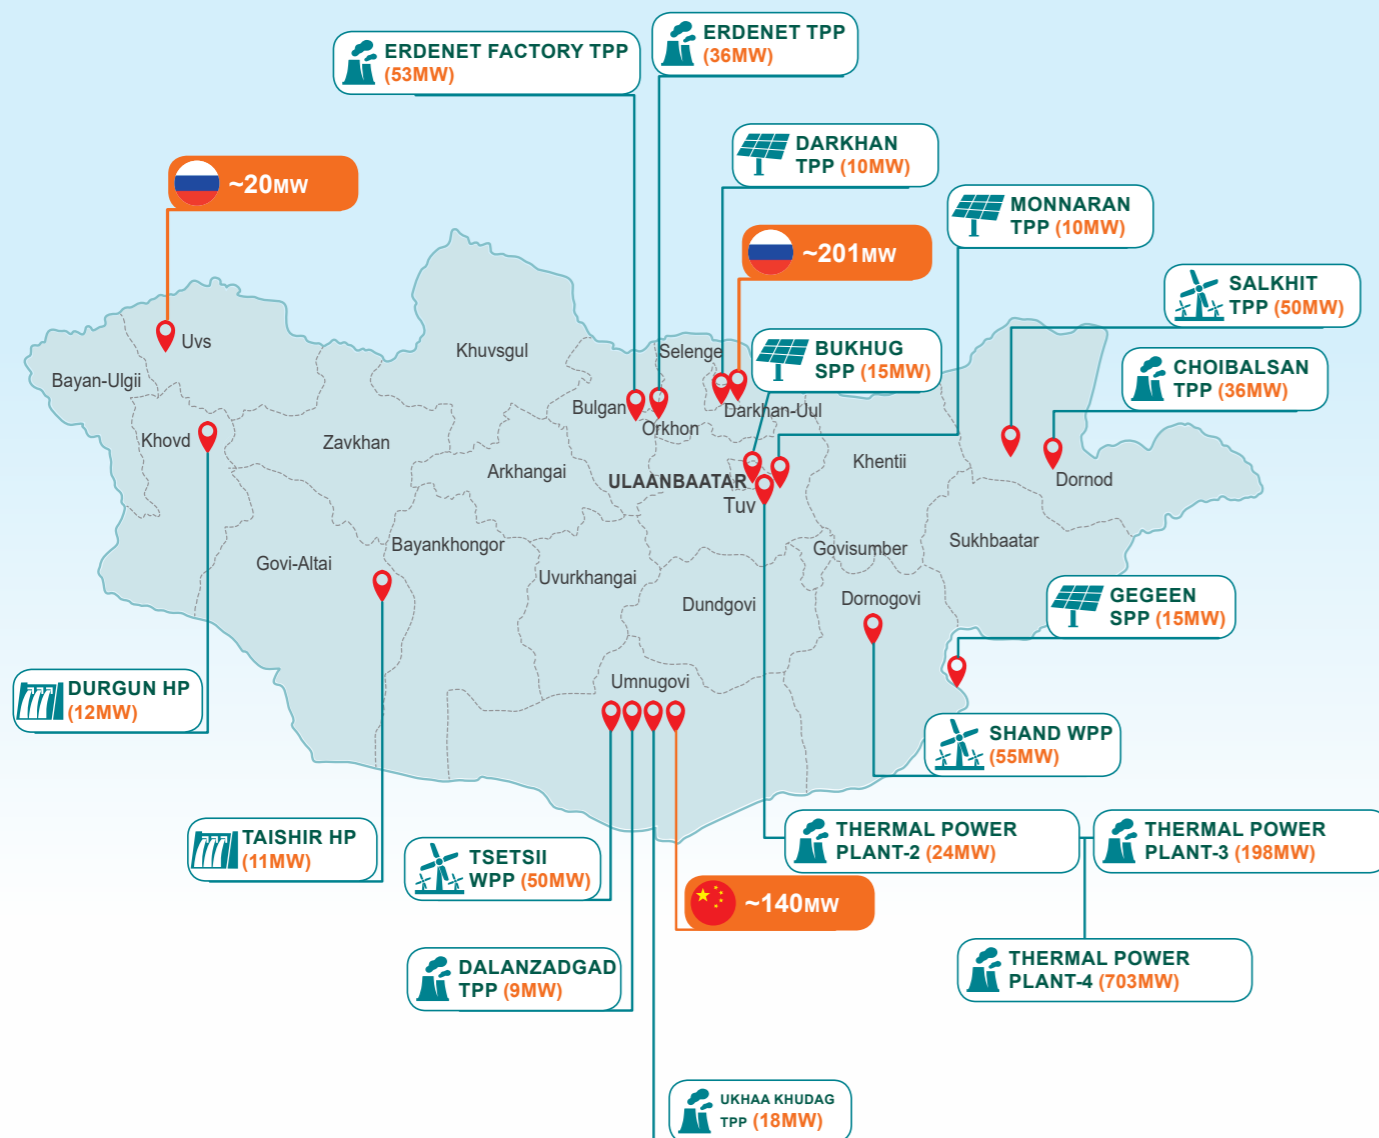 ERDENET FACTORY TPP
(53MW)
ERDENET TPP
(36MW)
DARKHAN
TPP (10MW)
~20MW
MONNARAN
TPP (10MW)
~201MW
SALKHIT
TPP (50MW)
BUKHUG
SPP (15MW)
CHOIBALSAN
TPP (36MW)
Uvs
Bayan-Ulgii
Khuvsgul
Selenge
Bulgan
Orkhon
Darkhan-Uul
Khovd
Zavkhan
Arkhangai
ULAANBAATAR
Tuv
Khentii
Dornod
Govi-Altai
Bayankhongor
Uvurkhangai
Govisumber
Sukhbaatar
Dundgovi
Dornogovi
Umnugovi
GEGEEN
SPP (15MW)
DURGUN HP
(12MW)
SHAND WPP
(55MW)
TAISHIR HP
(11MW)
TSETSII
WPP (50MW)
THERMAL POWER
PLANT-2 (24MW)
THERMAL POWER
PLANT-3 (198MW)
~140MW
DALANZADGAD
TPP (9MW)
THERMAL POWER
PLANT-4 (703MW)
UKHAA KHUDAG
TPP (18MW)